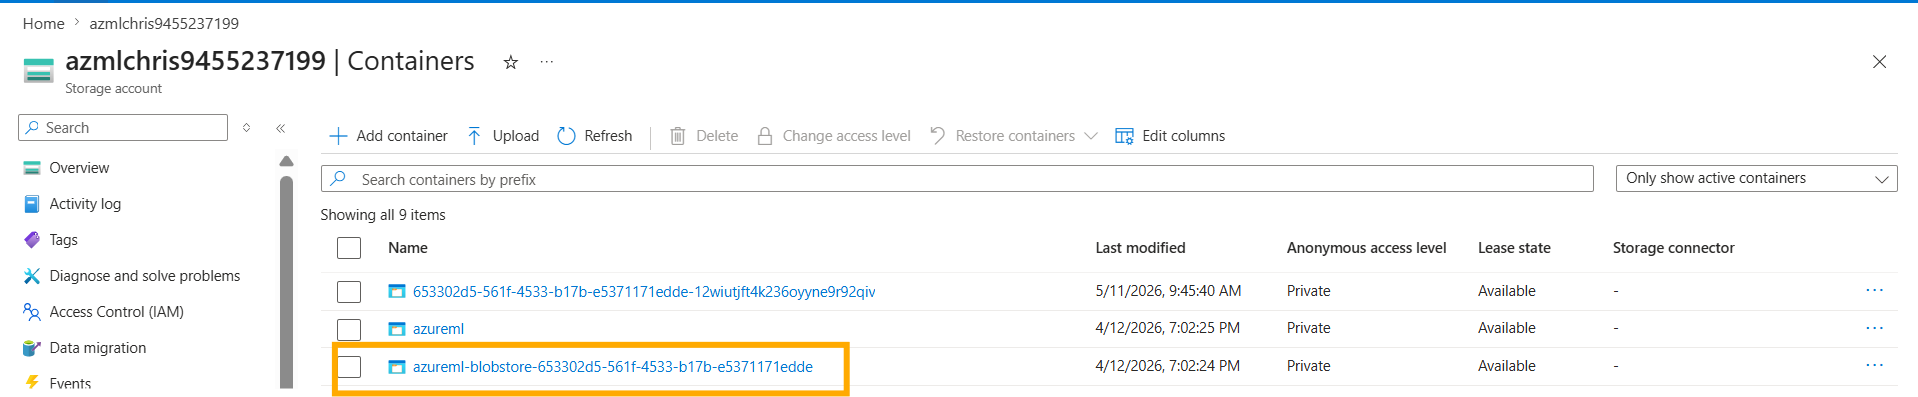 Home > azmlchris9455237199
azmlchris9455237199 | Containers ☆ ···
Storage account
Search
Overview
Activity log
Tags
Diagnose and solve problems
Access Control (IAM)
Data migration
Events
Add container Upload Refresh Delete Change access level Restore containers Edit columns
Search containers by prefix Only show active containers
Showing all 9 items
Name Last modified Anonymous access level Lease state Storage connector
653302d5-561f-4533-b17b-e5371171edde-12wiutjft4k236oyyne9r92qiv 5/11/2026, 9:45:40 AM Private Available - ···
azureml 4/12/2026, 7:02:25 PM Private Available - ···
azureml-blobstore-653302d5-561f-4533-b17b-e5371171edde 4/12/2026, 7:02:24 PM Private Available - ···